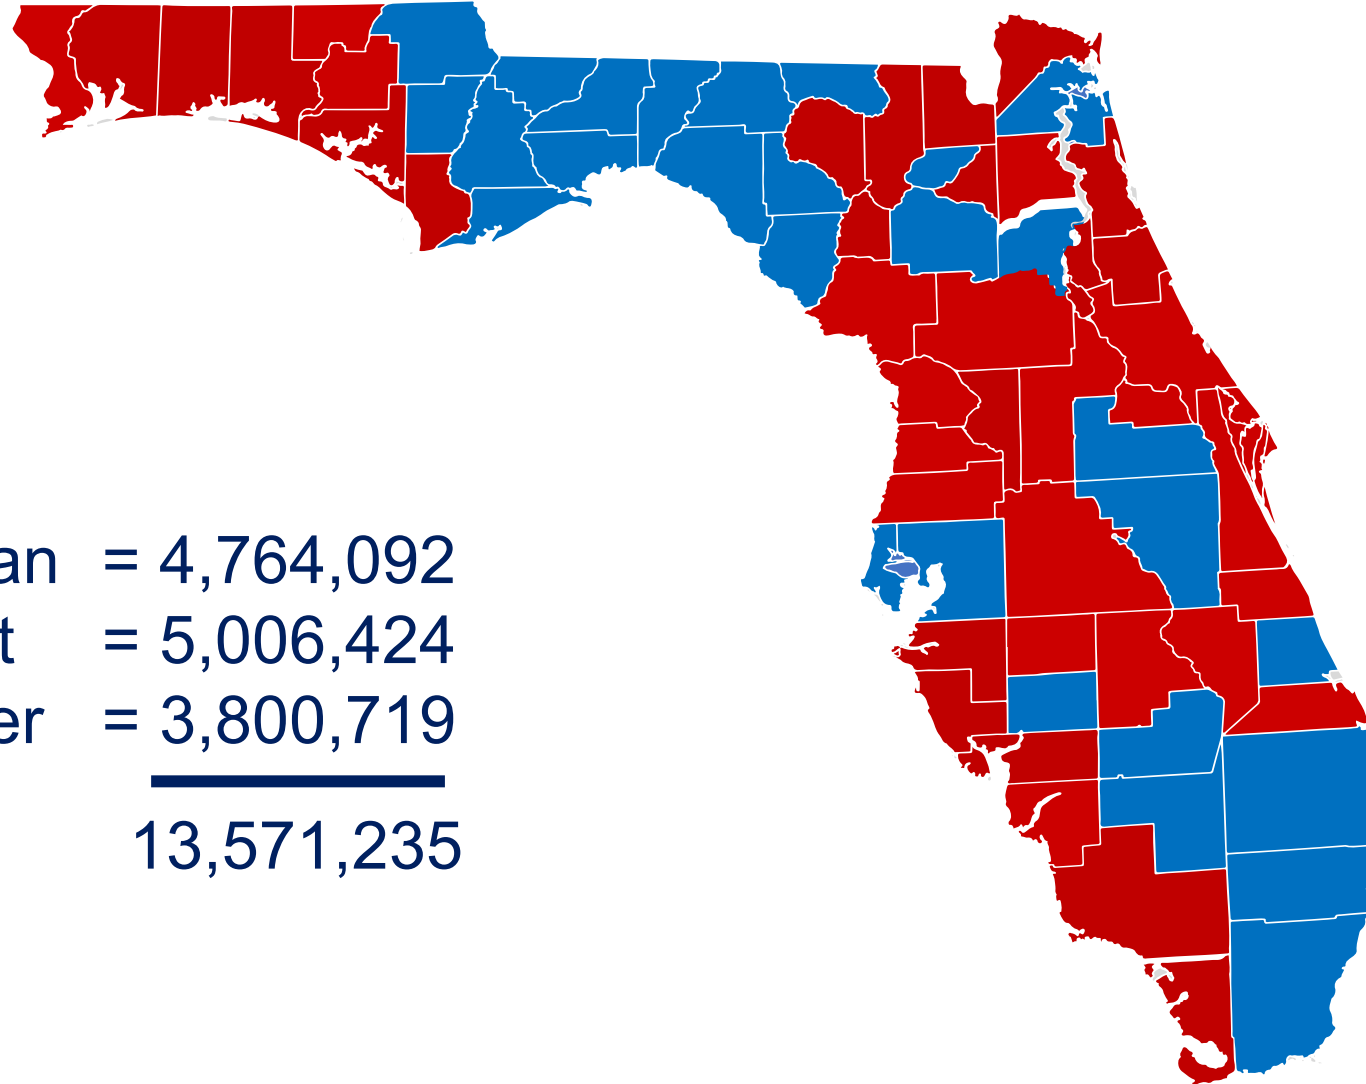 an = 4,764,092
t = 5,006,424
er = 3,800,719
13,571,235